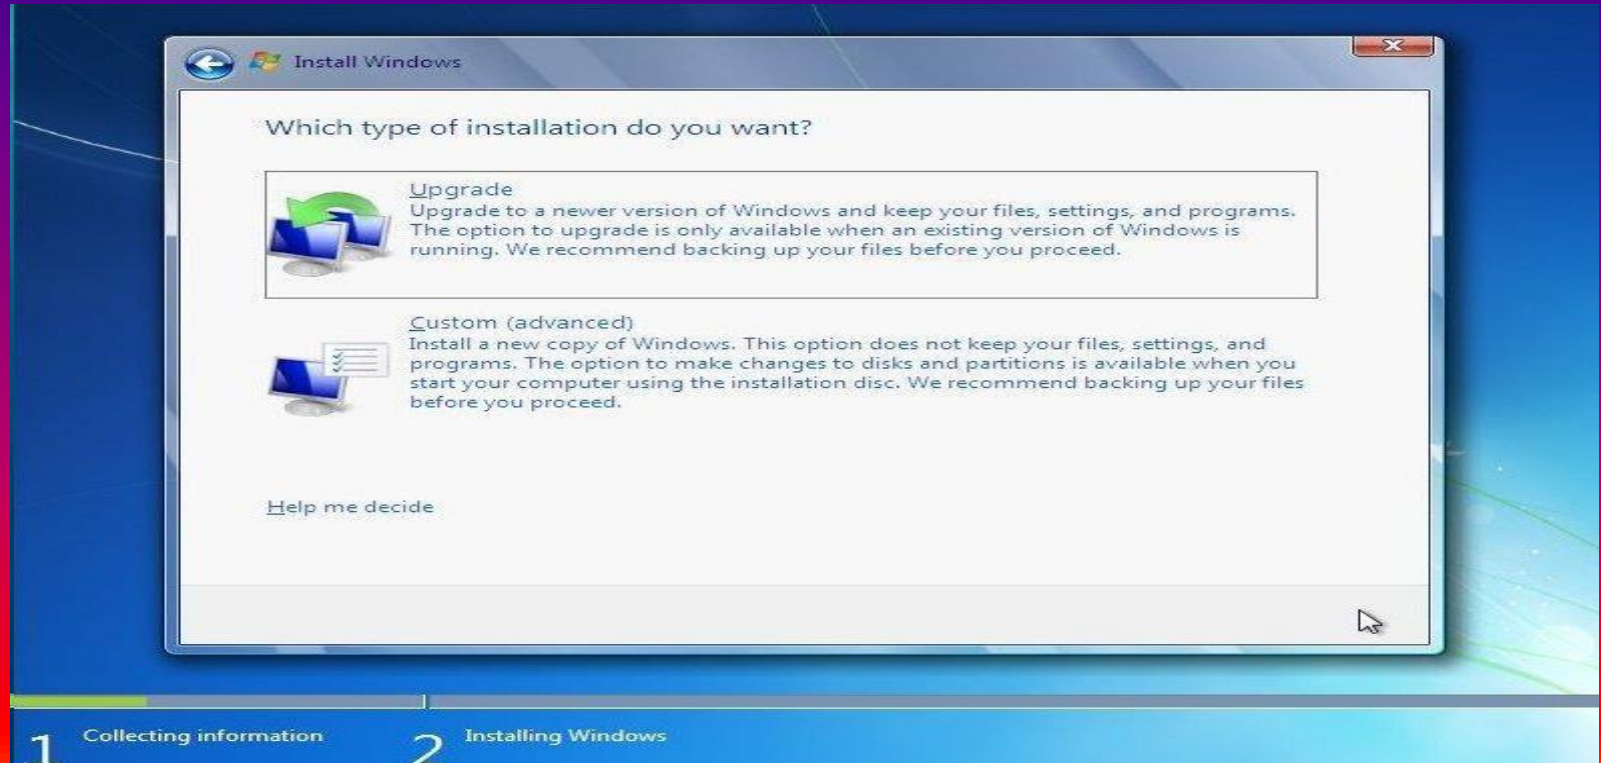 Install Windows
Which type of installation do you want?
Upgrade
Upgrade to a newer version of Windows and keep your files, settings, and programs.
The option to upgrade is only available when an existing version of Windows is
running. We recommend backing up your files before you proceed.
Custom (advanced)
Install a new copy of Windows. This option does not keep your files, settings, and
programs. The option to make changes to disks and partitions is available when you
start your computer using the installation disc. We recommend backing up your files
before you proceed.
Help me decide
1 Collecting information
2 Installing Windows